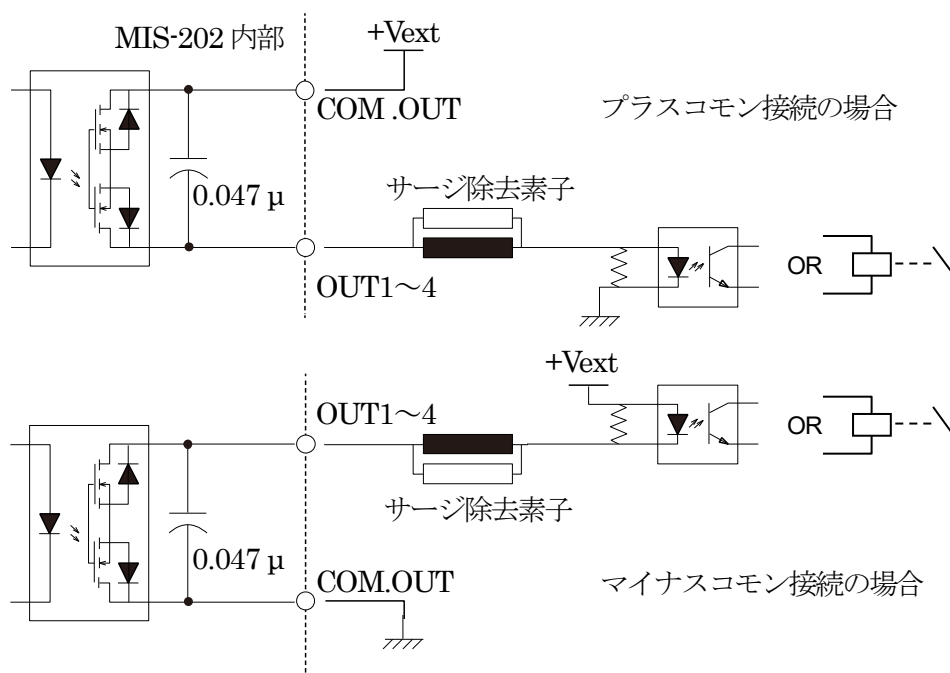 MIS-202 内部
+Vext
COM .OUT
プラスコモン接続の場合
0.047 μ
サージ除去素子
OUT1～4
OR
+Vext
OUT1～4
OR
サージ除去素子
0.047 μ
COM.OUT
マイナスコモン接続の場合